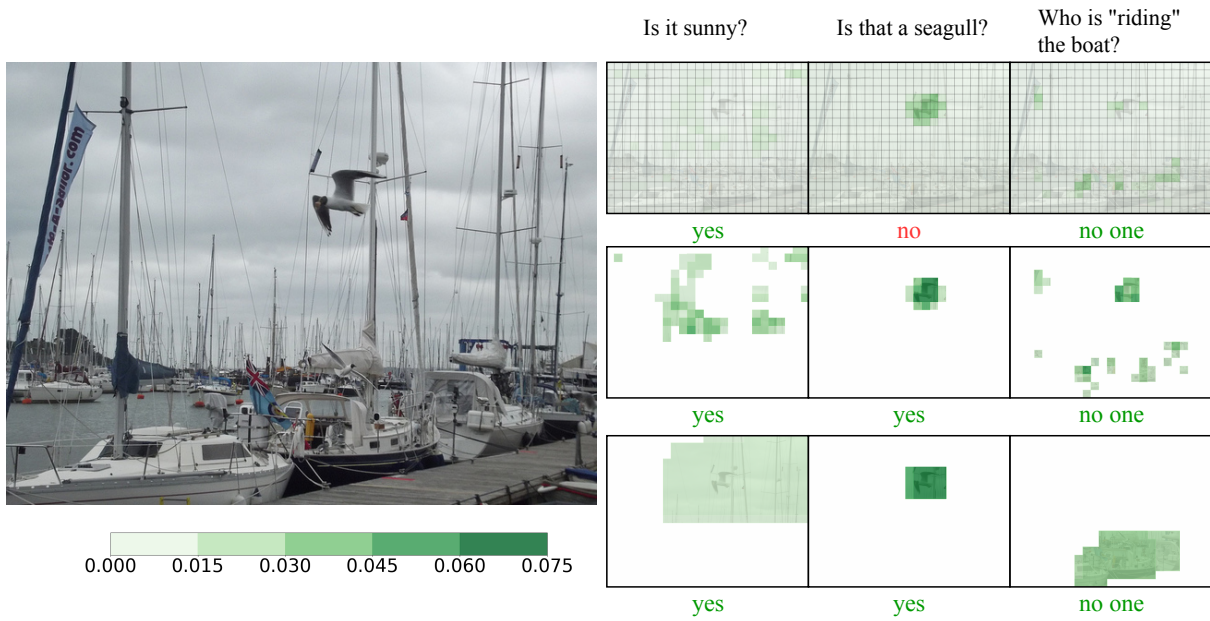 Is it sunny?
Is that a seagull?
Who is "riding"
the boat?
yes
no
no one
yes
yes
no one
yes
yes
no one
0.000
0.015
0.030
0.045
0.060
0.075